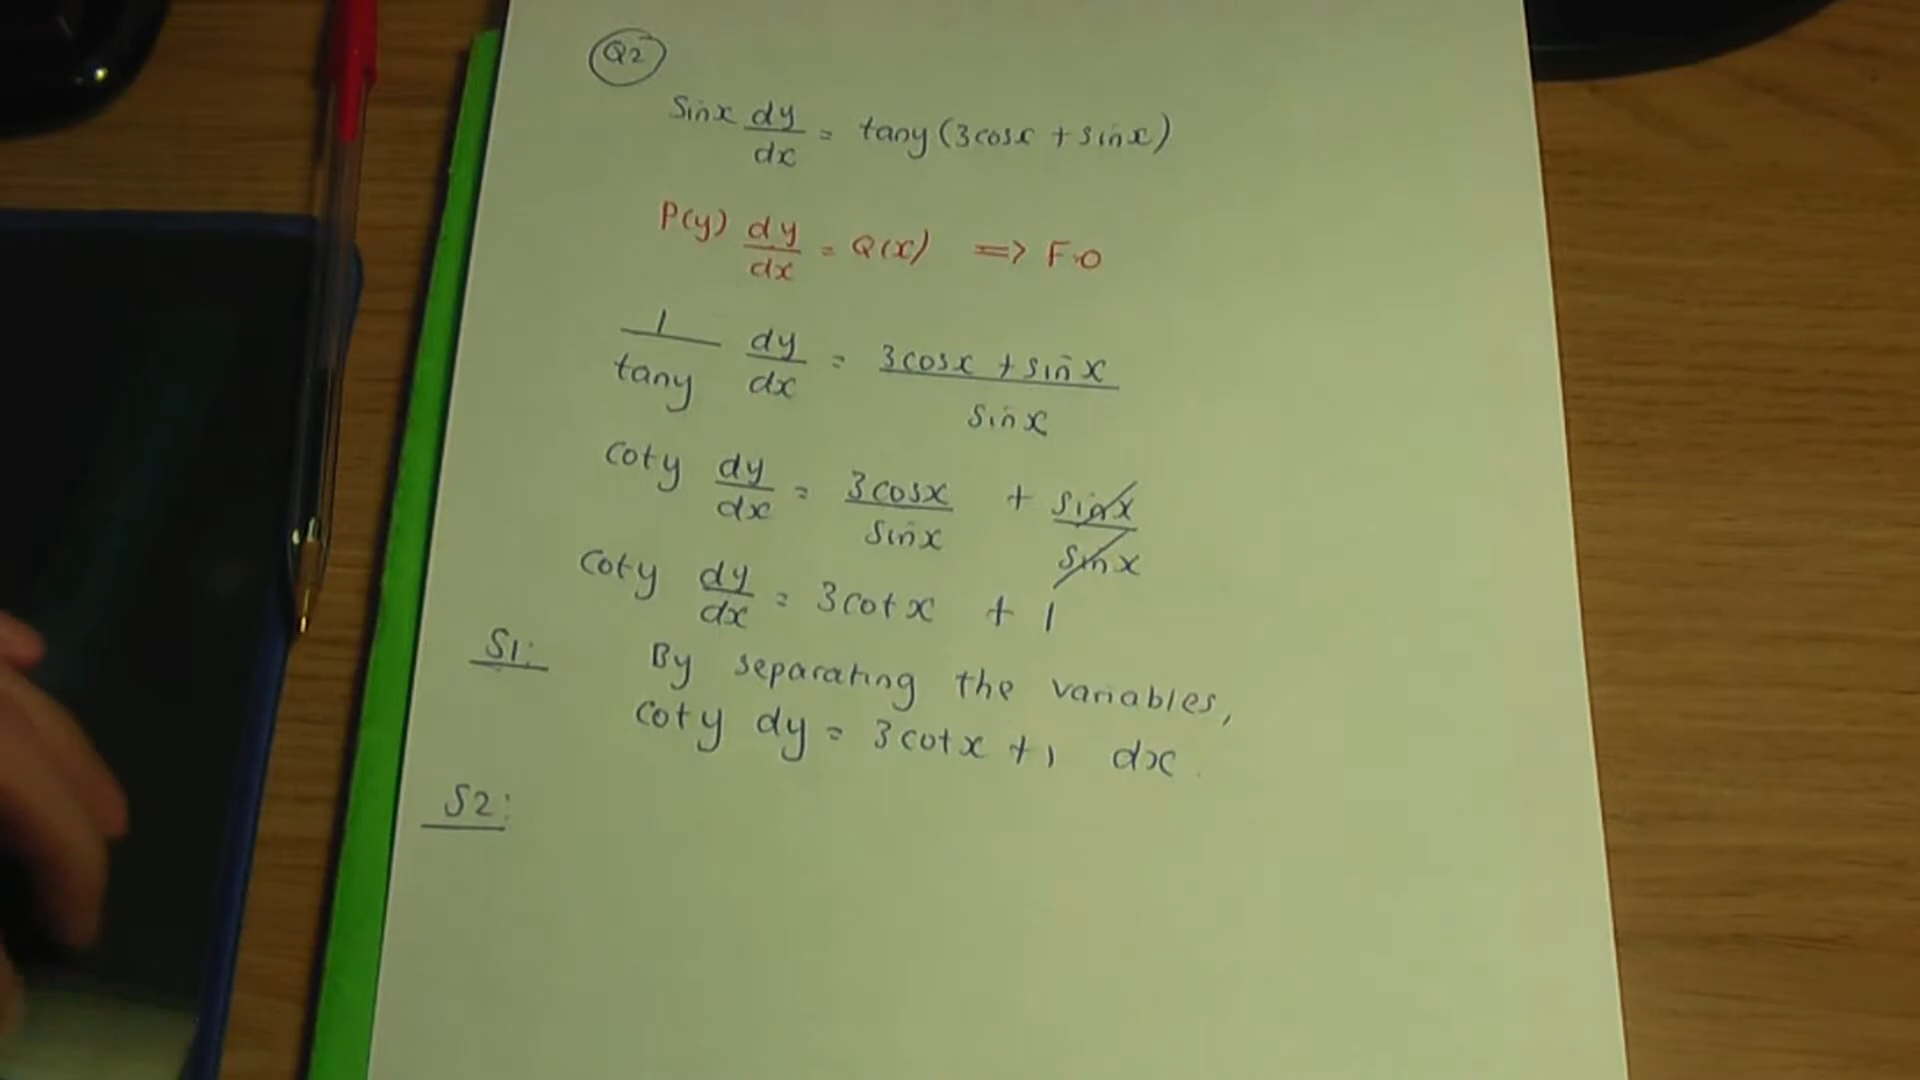 Q2
Sinx dy/dx = tany (3cosx + sinx)
P(y) dy/dx = Q(x) => F.O
1/tany dy/dx = 3cosx + sinx/sinx
coty dy/dx = 3cosx/sinx + sinx/sinx
coty dy/dx = 3cotx + 1
S1: By separating the variables,
coty dy = 3cotx + 1 dx.
S2: